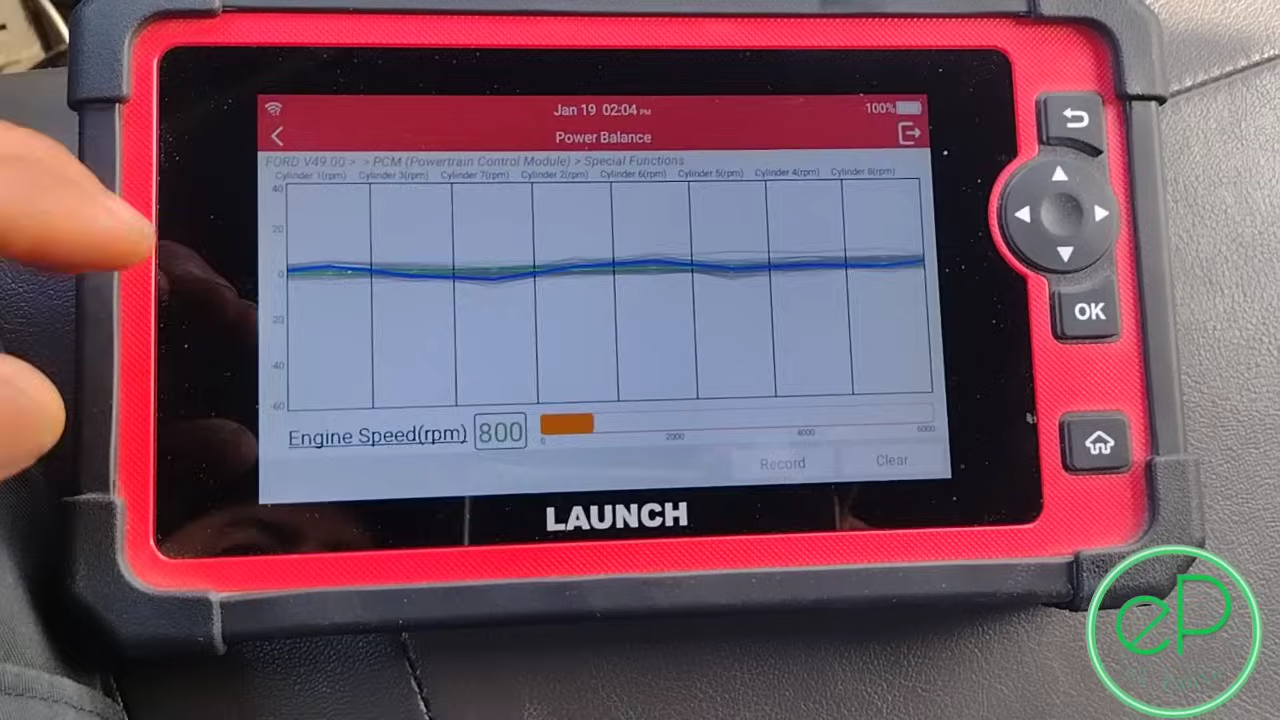 Jan 19 02:04 PM
100%
Power Balance
FORD V49.00 > > PCM (Powertrain Control Module) > Special Functions
Cylinder 1(rpm) Cylinder 3(rpm) Cylinder 7(rpm) Cylinder 2(rpm) Cylinder 6(rpm) Cylinder 5(rpm) Cylinder 4(rpm) Cylinder 8(rpm)
40
20
0
-20
-40
-60
Engine Speed(rpm) 800
0 2000 4000 6000
Record Clear
OK
LAUNCH
eP